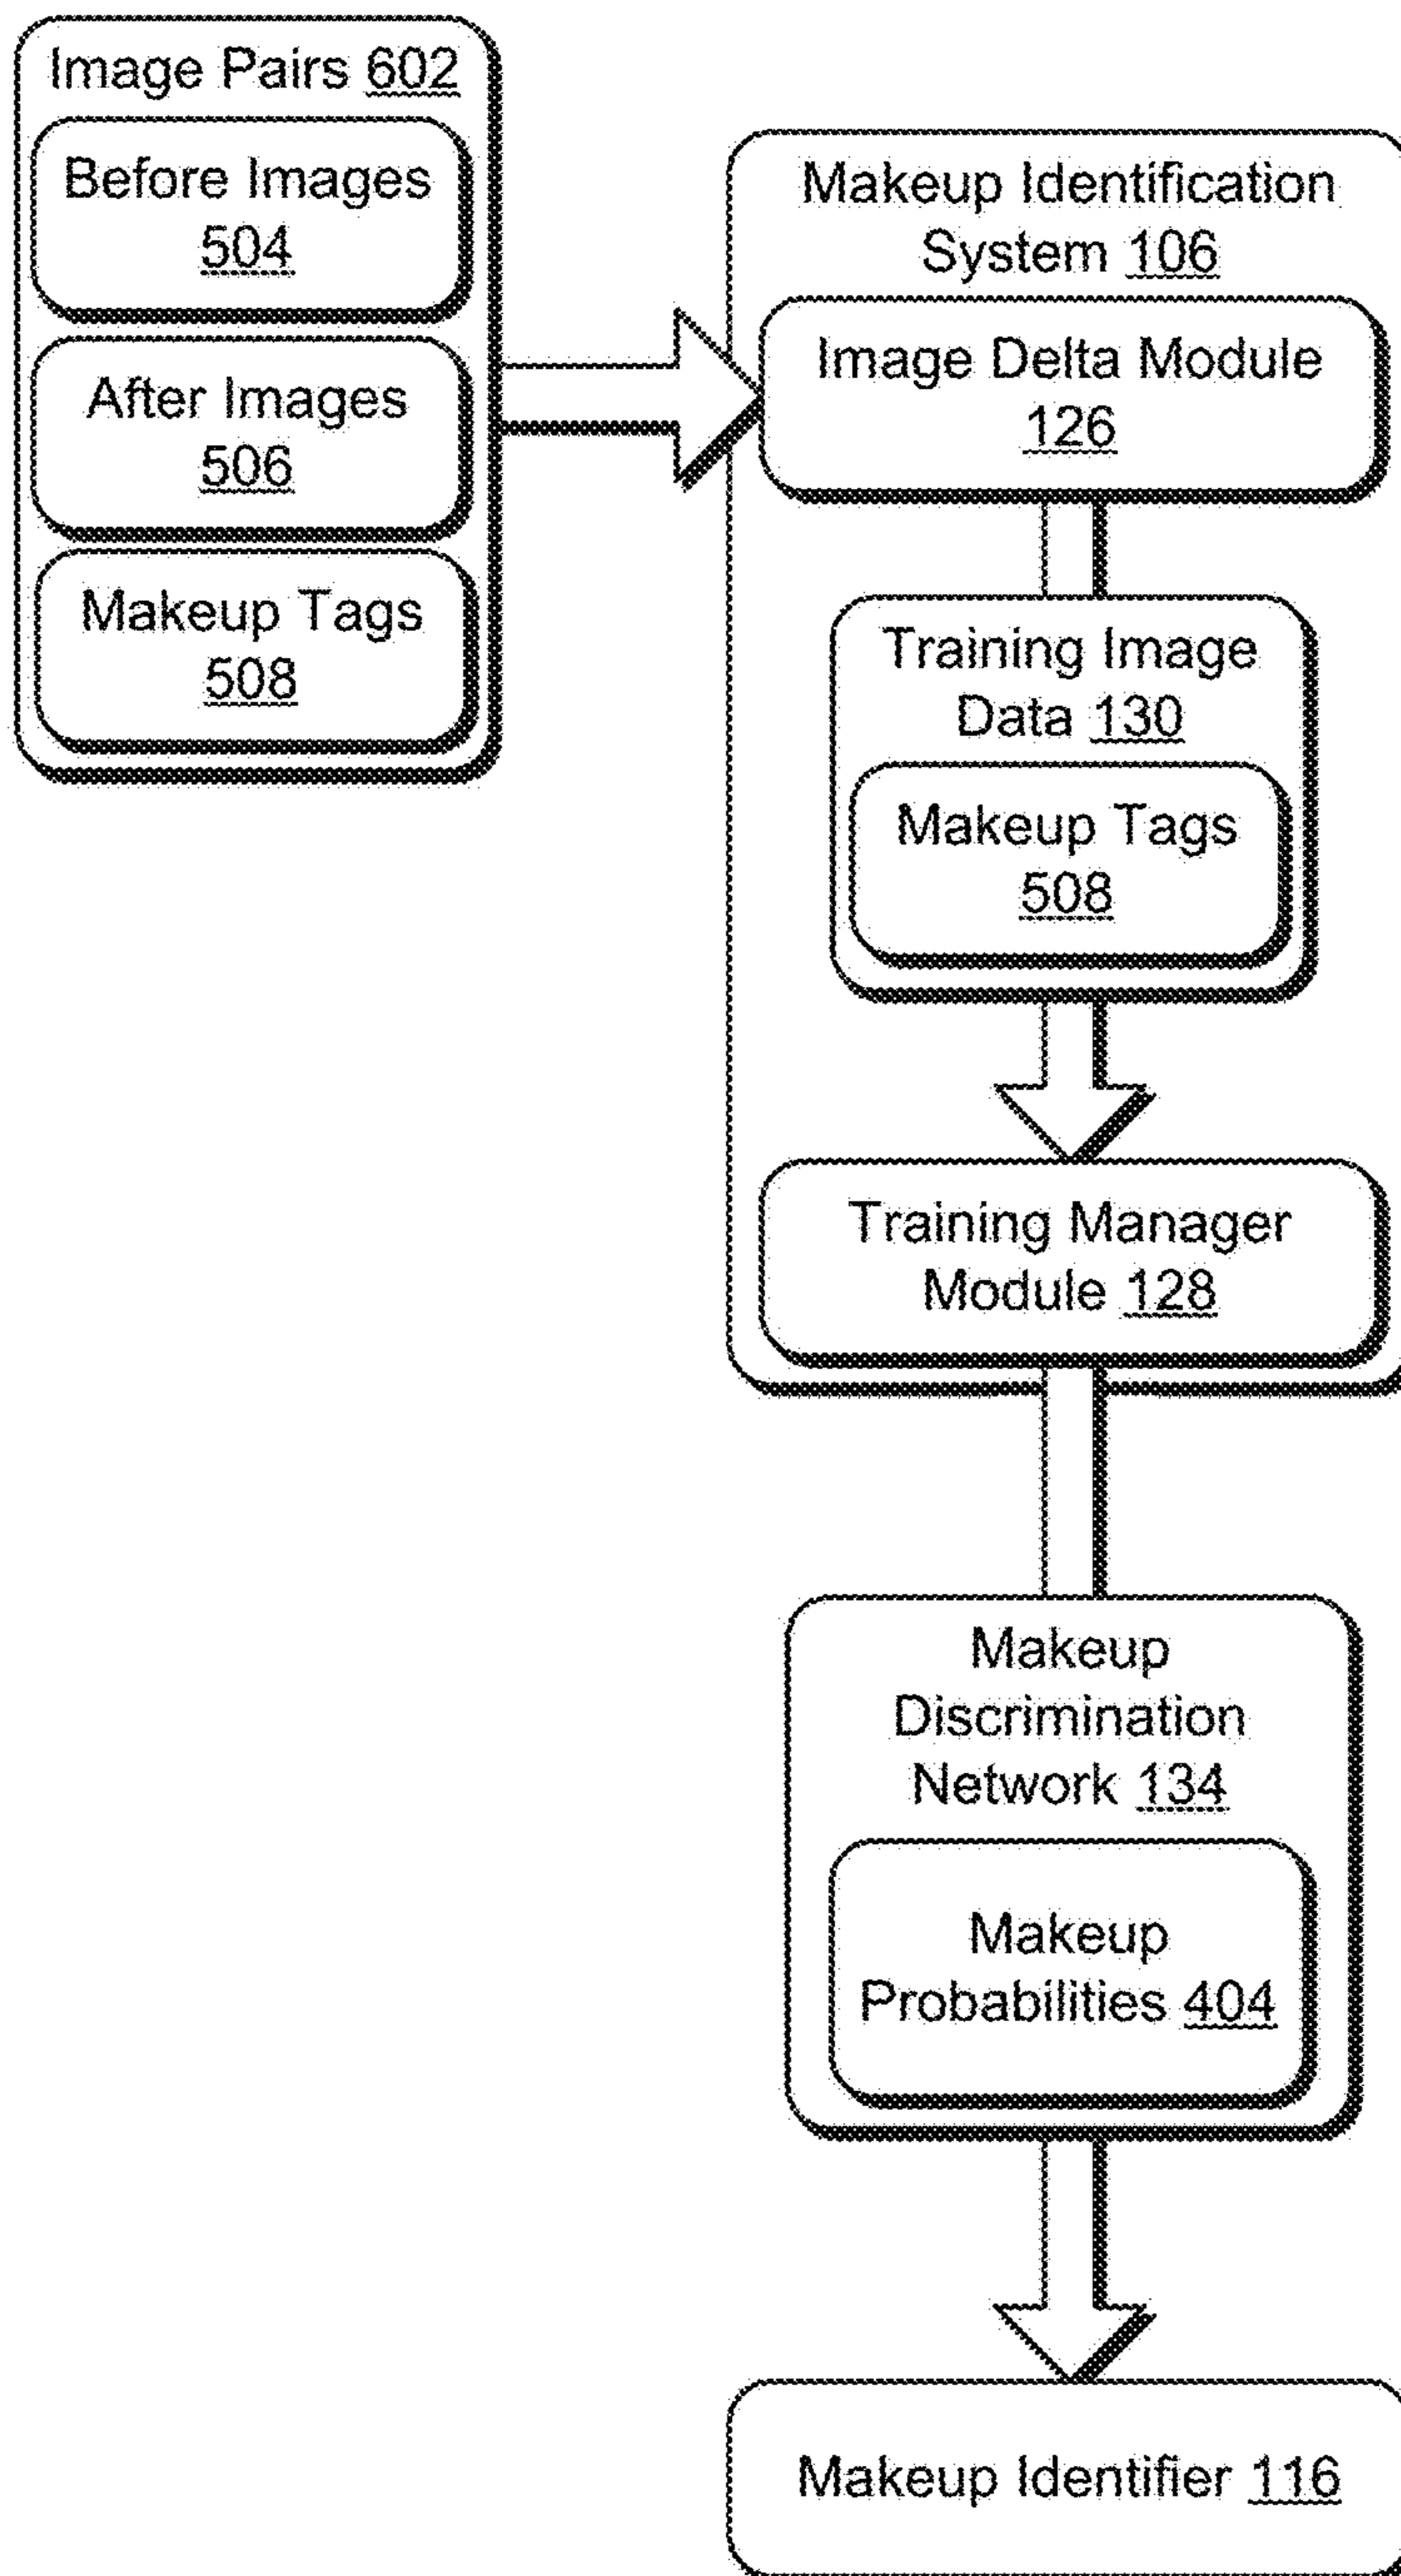 Image Pairs 602
Before Images
504
After Images
506
Makeup Tags
508
Makeup Identification
System 106
Image Delta Module
126
Training Image
Data 130
Makeup Tags
508
Training Manager
Module 128
Makeup
Discrimination
Network 134
Makeup
Probabilities 404
Makeup Identifier 116